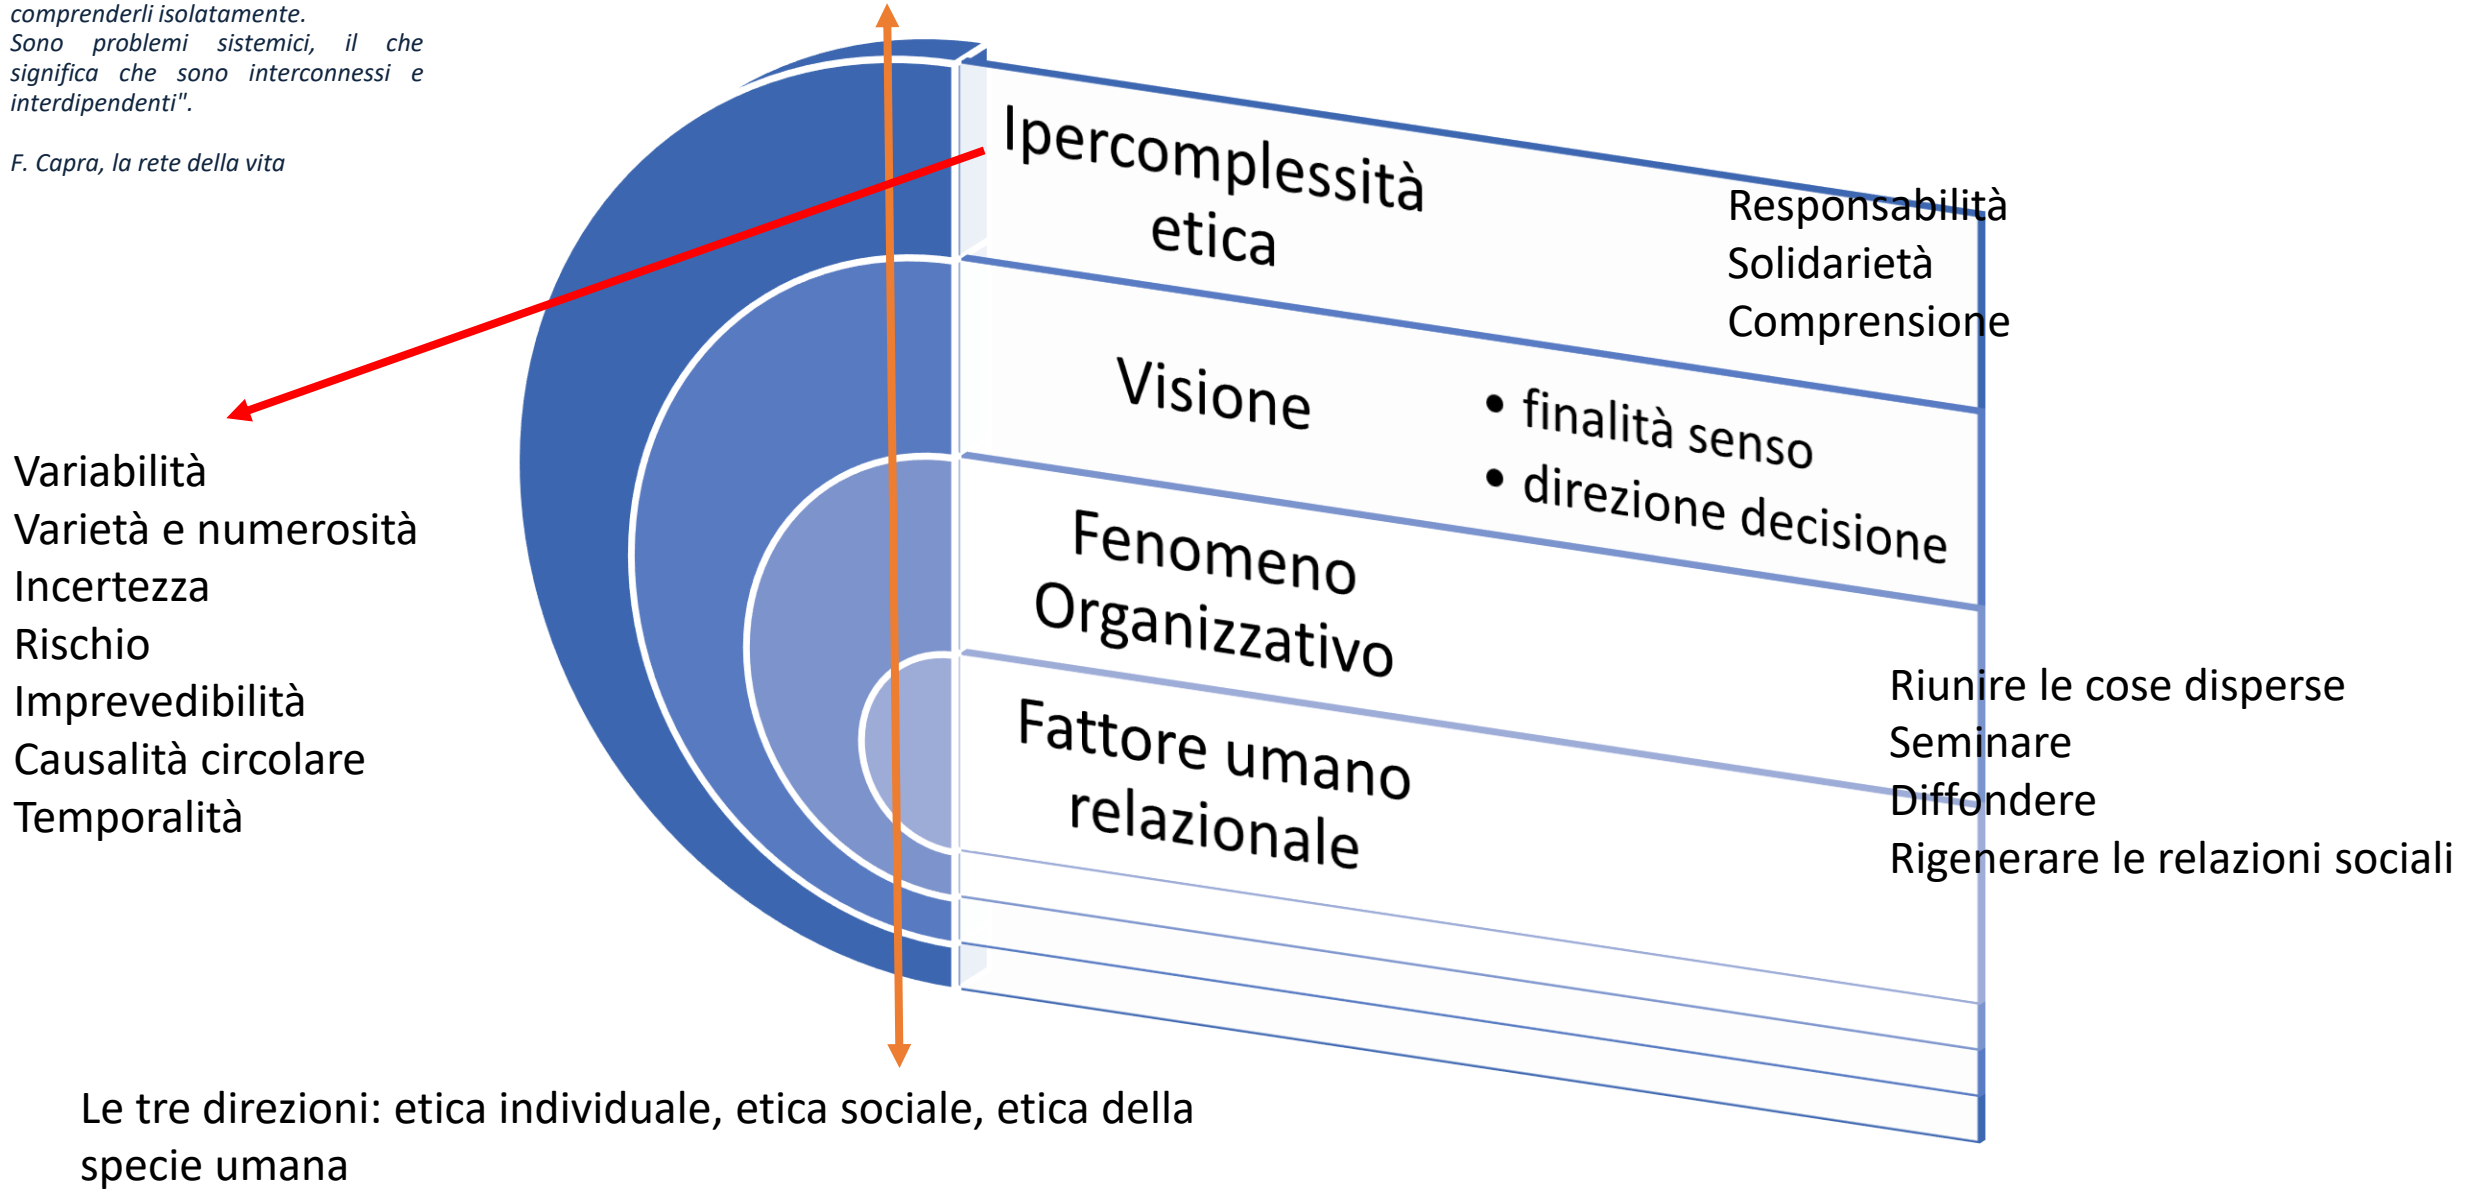 comprenderli isolatamente.
Sono problemi sistemici, il che
significa che sono interconnessi e
interdipendenti".
F. Capra, la rete della vita
Ipercomplessità
etica
Responsabilità
Solidarietà
Comprensione
Visione
• finalità senso
• direzione decisione
Variabilità
Varietà e numerosità
Incertezza
Rischio
Imprevedibilità
Causalità circolare
Temporalità
Fenomeno
Organizzativo
Fattore umano
relazionale
Riunire le cose disperse
Seminare
Diffondere
Rigenerare le relazioni sociali
Le tre direzioni: etica individuale, etica sociale, etica della
specie umana